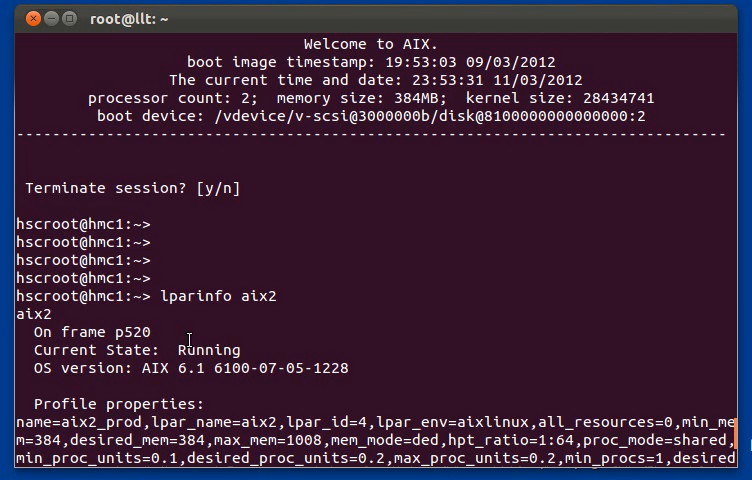 root@llt: ~
Welcome to AIX.
boot image timestamp: 19:53:03 09/03/2012
The current time and date: 23:53:31 11/03/2012
processor count: 2;  memory size: 384MB;  kernel size: 28434741
boot device: /vdevice/v-scsi@3000000b/disk@8100000000000000:2
-------------------------------------------------------------------------------
Terminate session? [y/n]
hscroot@hmc1:~>
hscroot@hmc1:~>
hscroot@hmc1:~>
hscroot@hmc1:~>
hscroot@hmc1:~> lparinfo aix2
aix2
On frame p520
Current State:  Running
OS version: AIX 6.1 6100-07-05-1228
Profile properties:
name=aix2_prod,lpar_name=aix2,lpar_id=4,lpar_env=aixlinux,all_resources=0,min_me
m=384,desired_mem=384,max_mem=1008,mem_mode=ded,hpt_ratio=1:64,proc_mode=shared,
min_proc_units=0.1,desired_proc_units=0.2,max_proc_units=0.2,min_procs=1,desired